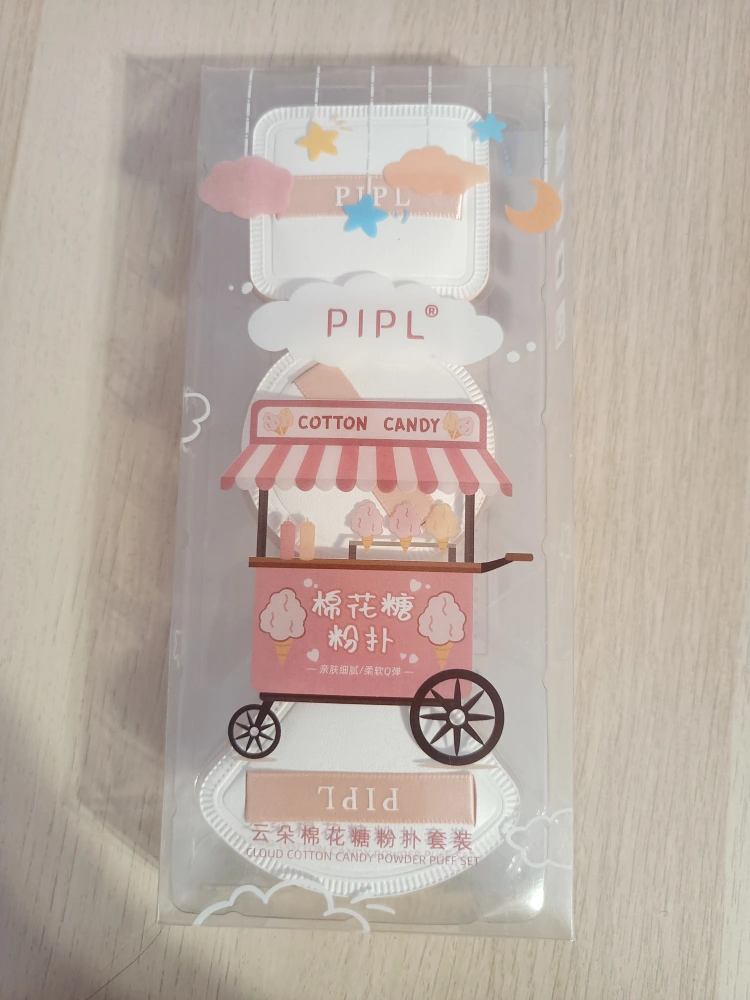 PIPL
PIPL®
COTTON CANDY
棉花糖
粉扑
— 亲肤细腻/柔软Q弹 —
PIPL
云朵棉花糖粉扑套装
CLOUD COTTON CANDY POWDER PUFF SET